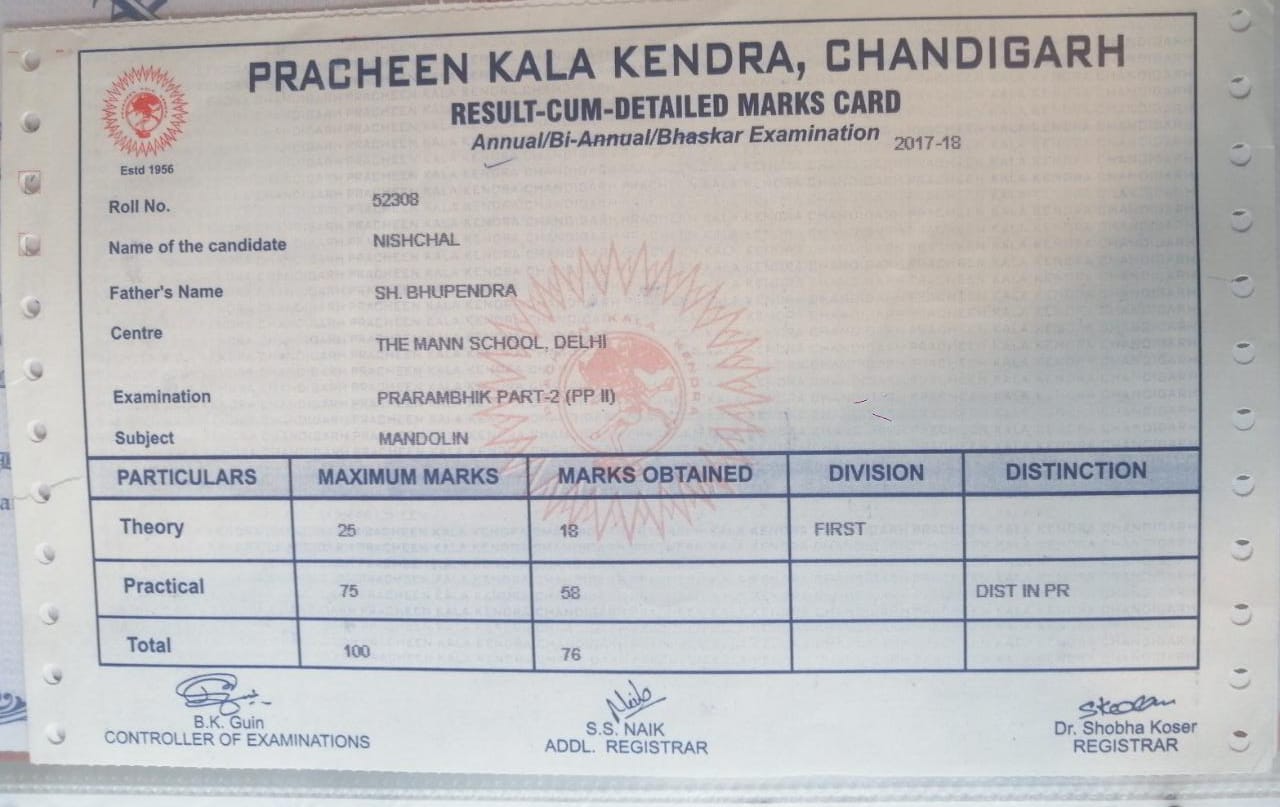 PRACHEEN KALA KENDRA, CHANDIGARH
RESULT-CUM-DETAILED MARKS CARD
Annual/Bi-Annual/Bhaskar Examination 2017-18
Estd 1956
Roll No. 52308
Name of the candidate NISHCHAL
Father's Name SH. BHUPENDRA
Centre THE MANN SCHOOL, DELHI
Examination PRARAMBHIK PART-2 (PP II)
Subject MANDOLIN
PARTICULARS MAXIMUM MARKS MARKS OBTAINED DIVISION DISTINCTION
Theory 25 18 FIRST
Practical 75 58 DIST IN PR
Total 100 76
B.K. Guin S.S. NAIK Dr. Shobha Koser
CONTROLLER OF EXAMINATIONS ADDL. REGISTRAR REGISTRAR